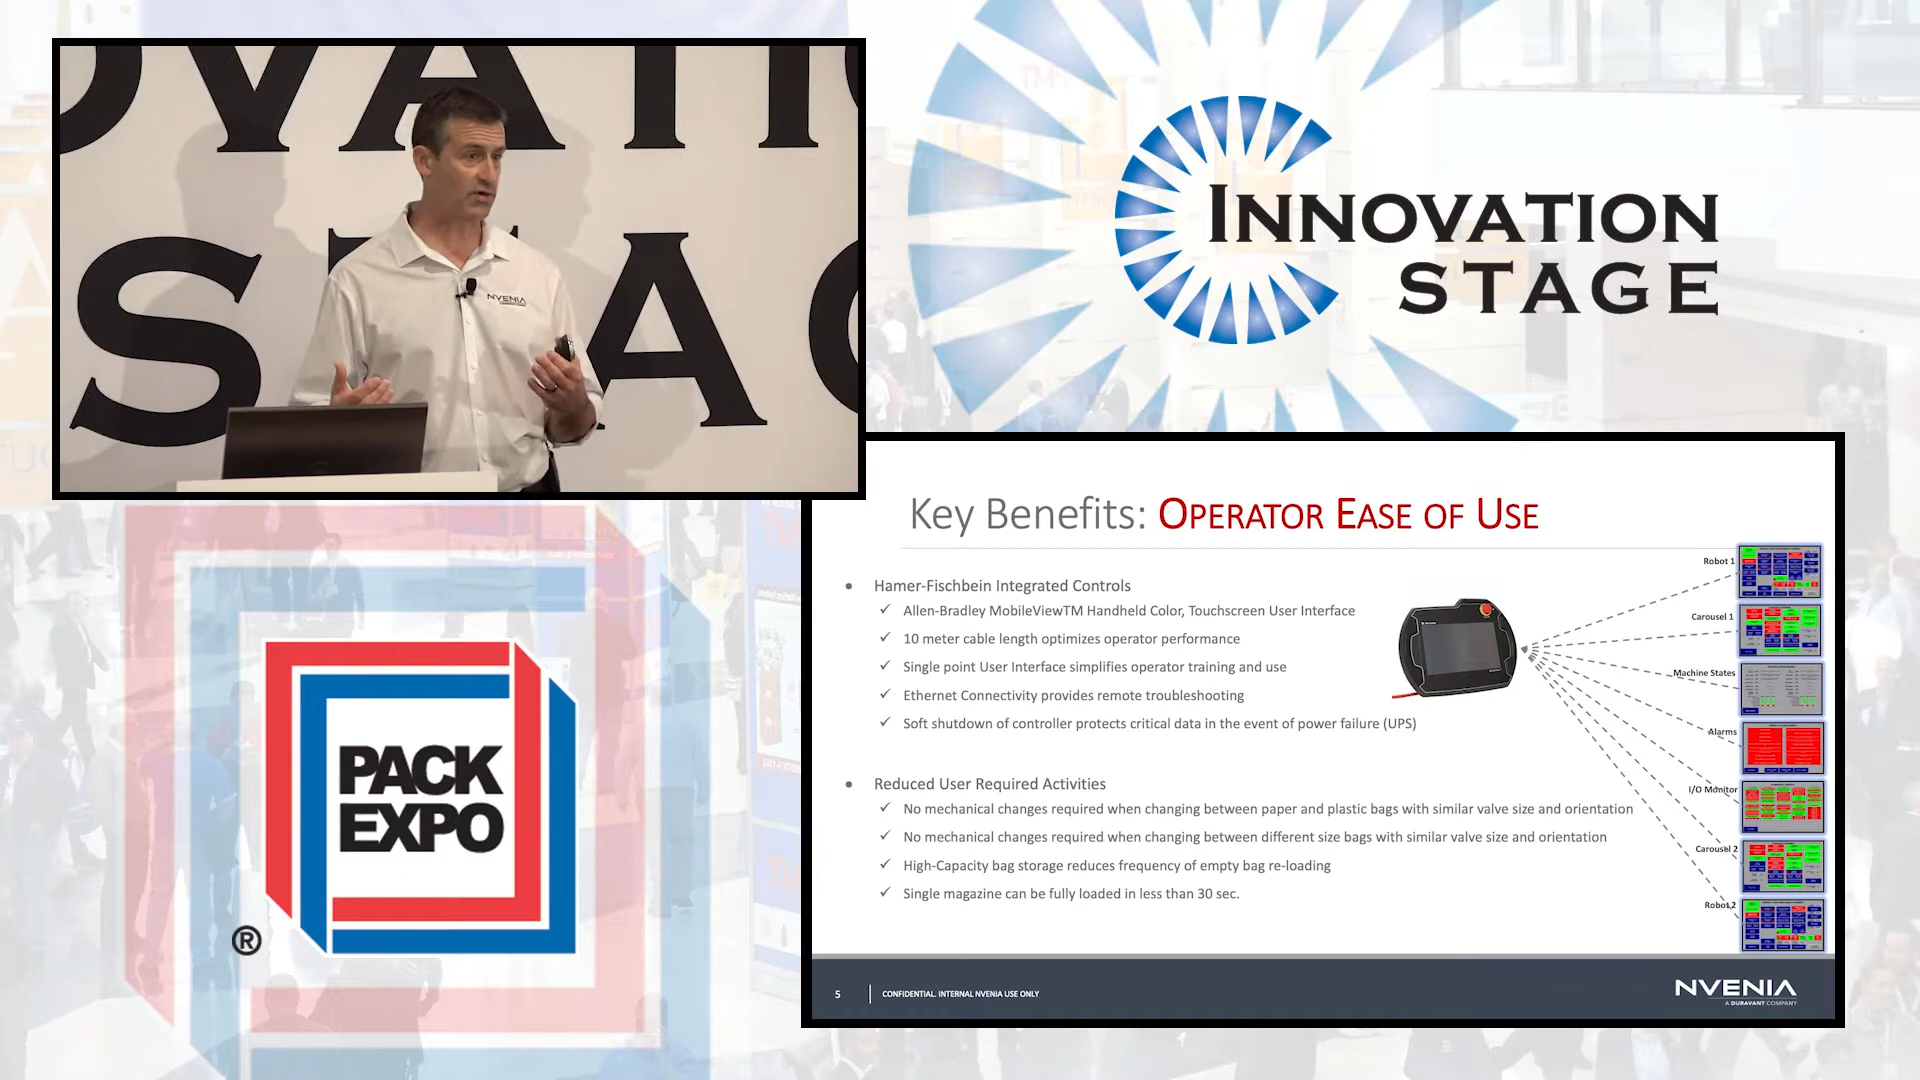 OVATIO
STAG
NVENIA
INNOVATION
STAGE
PACK
EXPO
®
Key Benefits: OPERATOR EASE OF USE
• Hamer-Fischbein Integrated Controls
✓ Allen-Bradley MobileViewTM Handheld Color, Touchscreen User Interface
✓ 10 meter cable length optimizes operator performance
✓ Single point User Interface simplifies operator training and use
✓ Ethernet Connectivity provides remote troubleshooting
✓ Soft shutdown of controller protects critical data in the event of power failure (UPS)
• Reduced User Required Activities
✓ No mechanical changes required when changing between paper and plastic bags with similar valve size and orientation
✓ No mechanical changes required when changing between different size bags with similar valve size and orientation
✓ High-Capacity bag storage reduces frequency of empty bag re-loading
✓ Single magazine can be fully loaded in less than 30 sec.
Robot 1
Carousel 1
Machine States
Alarms
I/O Monitor
Carousel 2
Robot 2
5
CONFIDENTIAL. INTERNAL NVENIA USE ONLY
NVENIA
A DURAVANT COMPANY